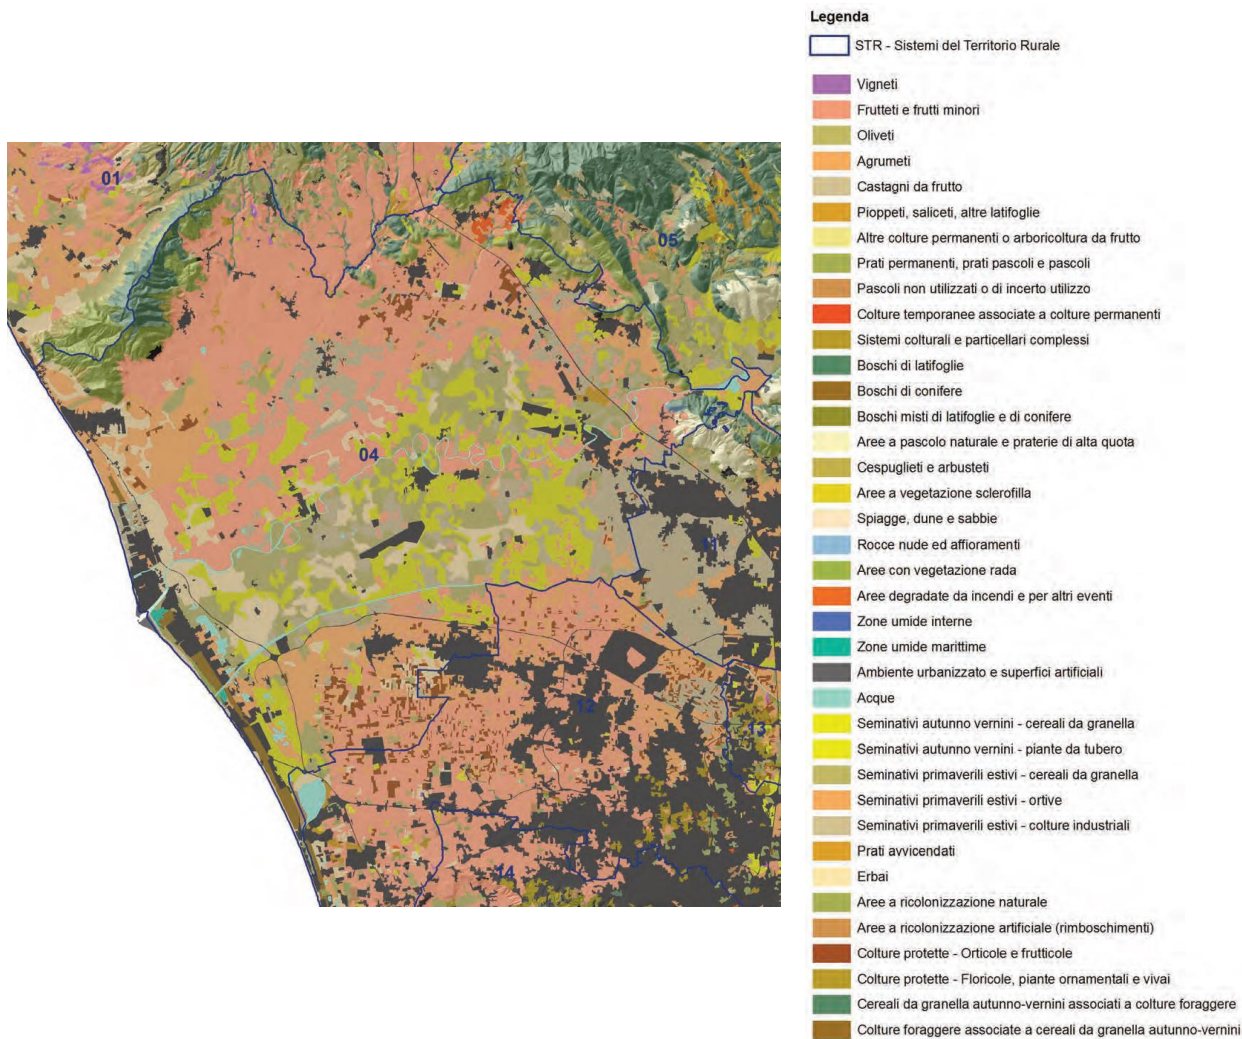 Legenda
STR - Sistemi del Territorio Rurale
Vigneti
Frutteti e frutti minori
Oliveti
Agrumeti
Castagni da frutto
Pioppeti, saliceti, altre latifoglie
Altre colture permanenti o arboricoltura da frutto
Prati permanenti, prati pascoli e pascoli
Pascoli non utilizzati o di incerto utilizzo
Colture temporanee associate a colture permanenti
Sistemi colturali e particellari complessi
Boschi di latifoglie
Boschi di conifere
Boschi misti di latifoglie e di conifere
Aree a pascolo naturale e praterie di alta quota
Cespuglieti e arbusteti
Aree a vegetazione sclerofilla
Spiagge, dune e sabbie
Rocce nude ed affioramenti
Aree con vegetazione rada
Aree degradate da incendi e per altri eventi
Zone umide interne
Zone umide marittime
Ambiente urbanizzato e superfici artificiali
Acque
Seminativi autunno vernini - cereali da granella
Seminativi autunno vernini - piante da tubero
Seminativi primaverili estivi - cereali da granella
Seminativi primaverili estivi - ortive
Seminativi primaverili estivi - colture industriali
Prati avvicendati
Erbai
Aree a ricolonizzazione naturale
Aree a ricolonizzazione artificiale (rimboschimenti)
Colture protette - Orticole e frutticole
Colture protette - Floricole, piante ornamentali e vivai
Cereali da granella autunno-vernini associati a colture foraggere
Colture foraggere associate a cereali da granella autunno-vernini
01
05
04
11
12
13
14